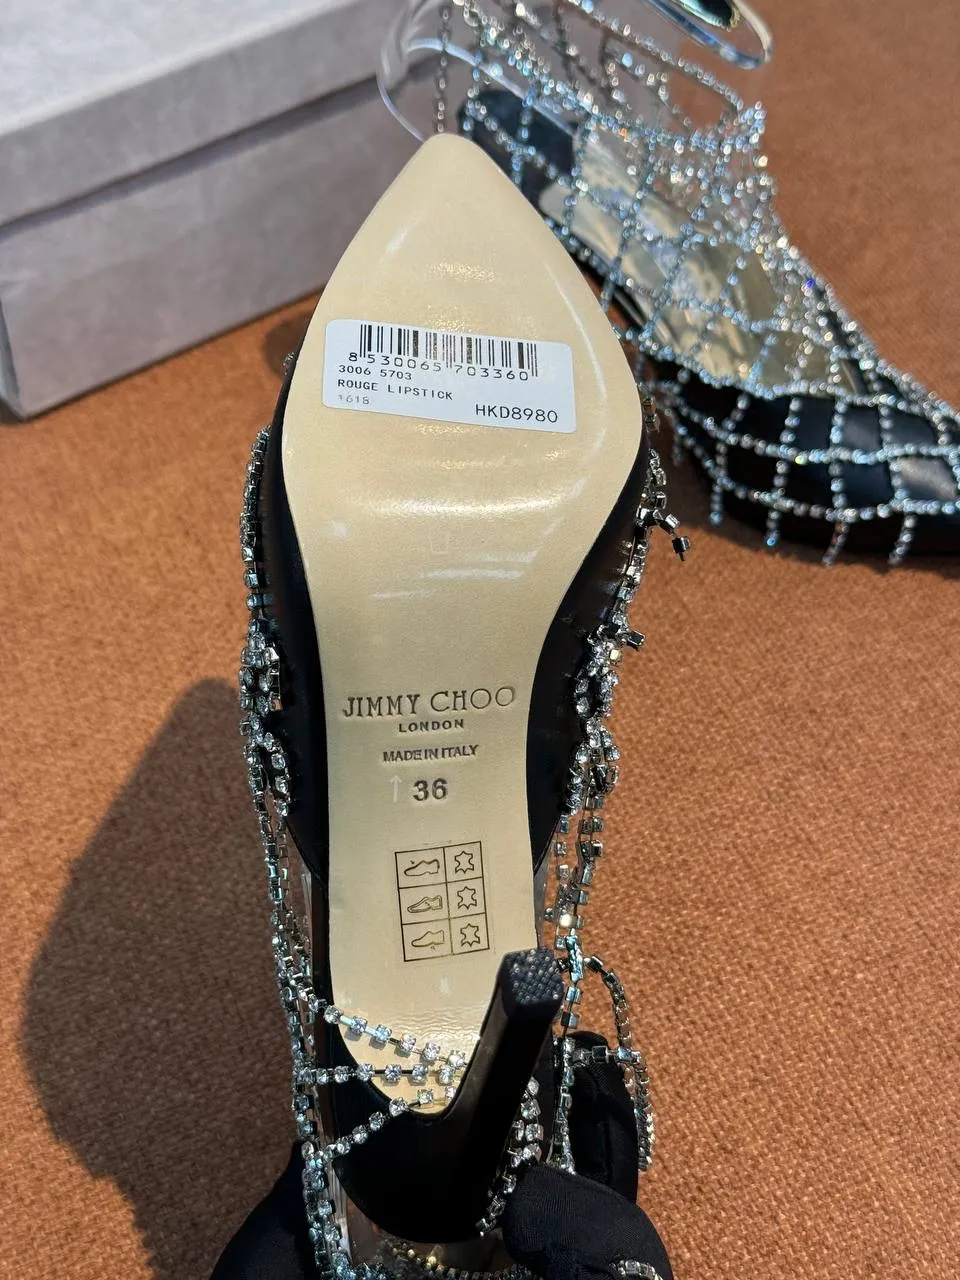 8 530065 703360
3006 5703
ROUGE LIPSTICK
1618
HKD8980
JIMMY CHOO
LONDON
MADE IN ITALY
↑ 36